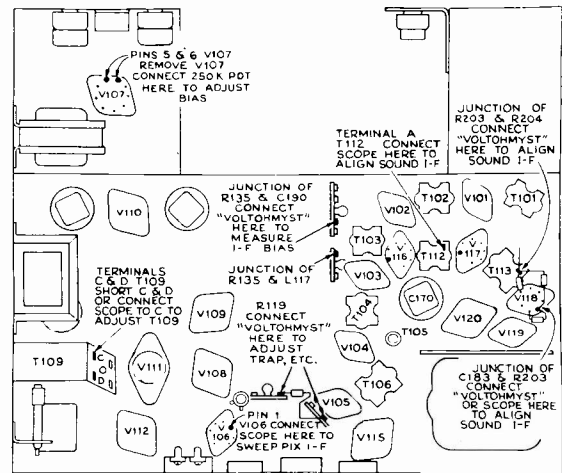 PINS 5 & 6 V107
REMOVE V107
CONNECT 250K POT
HERE TO ADJUST
BIAS
V107
JUNCTION OF
R203 & R204
CONNECT
"VOLTOHMYST"
HERE TO ALIGN
SOUND I-F
TERMINAL A
T112 CONNECT
SCOPE HERE TO
ALIGN SOUND I-F
JUNCTION OF
R135 & C190
CONNECT
"VOLTOHMYST"
HERE TO
MEASURE
I-F BIAS
JUNCTION OF
R135 & L117
V110
V102
T102
V101
T101
T103
V
116
T112
V
117
T113
V103
C170
V118
TERMINALS
C & D T109
SHORT C & D
OR CONNECT
SCOPE TO C TO
ADJUST T109
V109
R119
CONNECT
"VOLTOHMYST"
HERE TO
ADJUST
TRAP, ETC.
T104
T105
V120
V119
V104
T109
C
D
V111
V108
T106
JUNCTION OF
C183 & R203
CONNECT
"VOLTOHMYST"
OR SCOPE HERE
TO ALIGN
SOUND I-F
V105
V112
V
106
PIN 1
V106 CONNECT
SCOPE HERE TO
SWEEP PIX I-F
V115